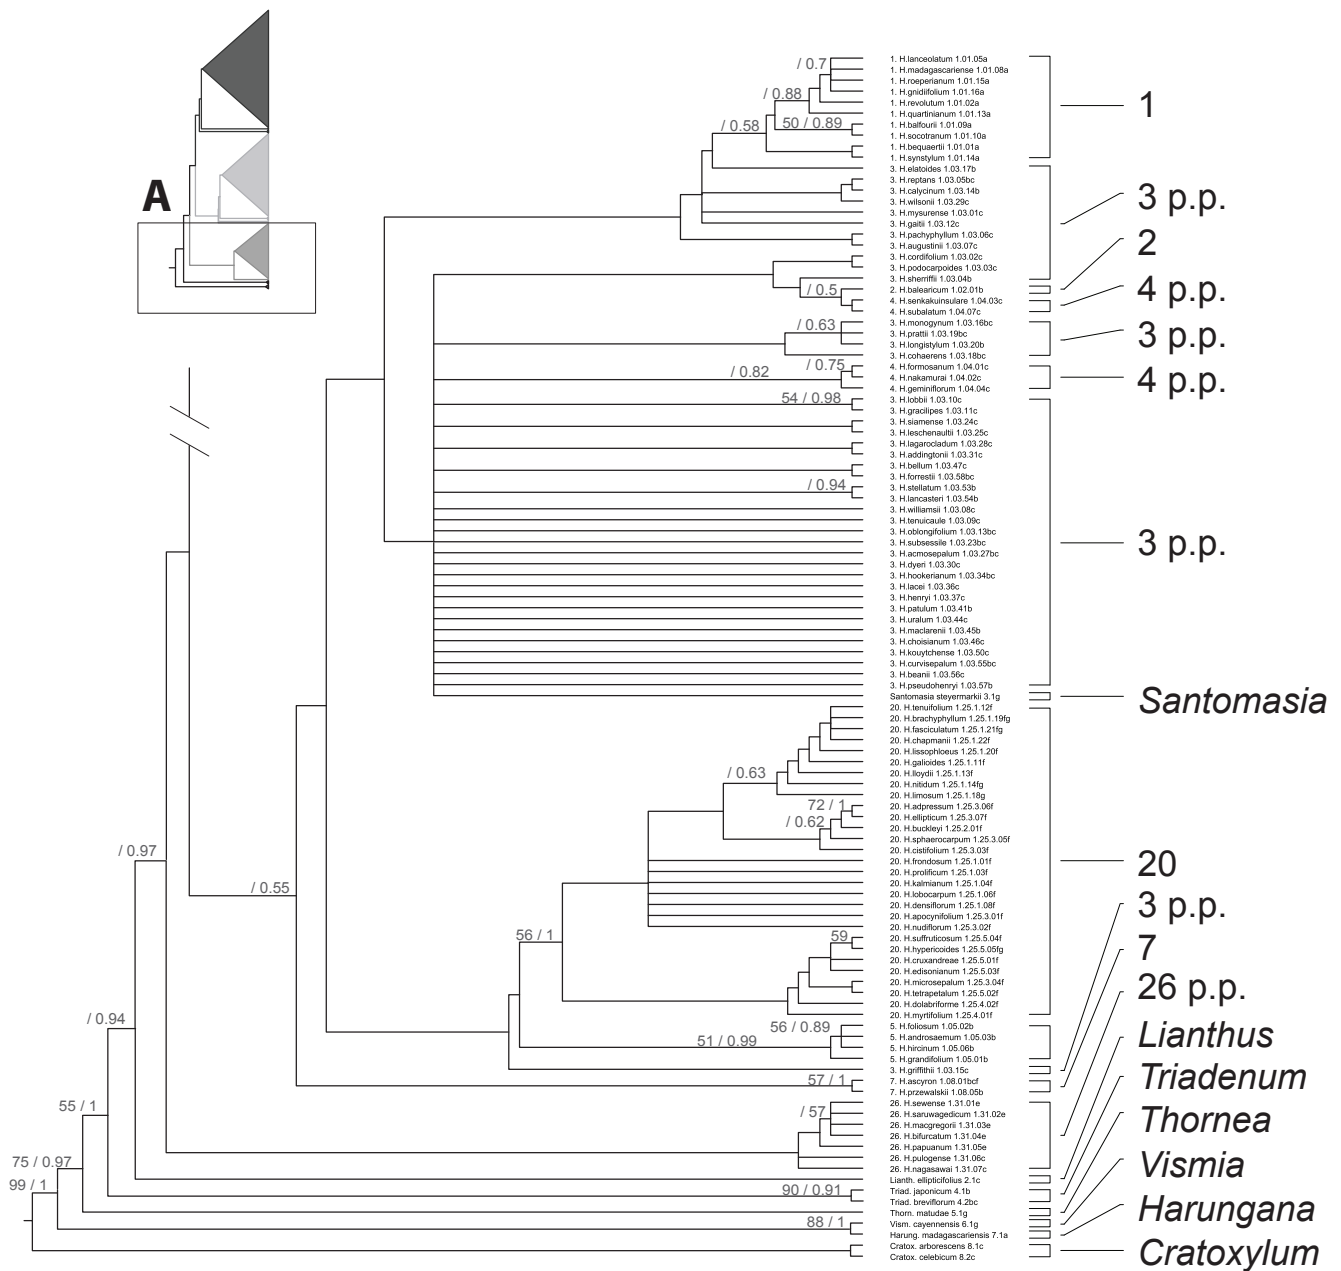 A
/ 0.7
/ 0.88
/ 0.58
50 / 0.89
/ 0.5
/ 0.63
/ 0.75
/ 0.82
54 / 0.98
/ 0.94
/ 0.63
72 / 1
/ 0.62
/ 0.97
/ 0.55
56 / 1
59
/ 0.94
56 / 0.89
51 / 0.99
57 / 1
55 / 1
/ 57
75 / 0.97
99 / 1
90 / 0.91
88 / 1
1. H.lanceolatum 1.01.05a
1. H.madagascariense 1.01.08a
1. H.roeperianum 1.01.15a
1. H.gnidiifolium 1.01.16a
1. H.revolutum 1.01.02a
1. H.quartinianum 1.01.13a
1. H.balfourii 1.01.09a
1. H.socotranum 1.01.10a
1. H.bequaertii 1.01.01a
1. H.synstylum 1.01.14a
3. H.elatoides 1.03.17b
3. H.reptans 1.03.05bc
3. H.calycinum 1.03.14b
3. H.wilsonii 1.03.29c
3. H.mysurense 1.03.01c
3. H.gaitii 1.03.12c
3. H.pachyphyllum 1.03.06c
3. H.augustinii 1.03.07c
3. H.cordifolium 1.03.02c
3. H.podocarpoides 1.03.03c
3. H.sherriffii 1.03.04b
2. H.balearicum 1.02.01b
4. H.senkakuinsulare 1.04.03c
4. H.subalatum 1.04.07c
3. H.monogynum 1.03.16bc
3. H.prattii 1.03.19bc
3. H.longistylum 1.03.20b
3. H.cohaerens 1.03.18bc
4. H.formosanum 1.04.01c
4. H.nakamurai 1.04.02c
4. H.geminiflorum 1.04.04c
3. H.lobbii 1.03.10c
3. H.gracilipes 1.03.11c
3. H.siamense 1.03.24c
3. H.leschenaultii 1.03.25c
3. H.lagarocladum 1.03.28c
3. H.addingtonii 1.03.31c
3. H.bellum 1.03.47c
3. H.forrestii 1.03.58bc
3. H.stellatum 1.03.53b
3. H.lancasteri 1.03.54b
3. H.williamsii 1.03.08c
3. H.tenuicaule 1.03.09c
3. H.oblongifolium 1.03.13bc
3. H.subsessile 1.03.23bc
3. H.acmosepalum 1.03.27bc
3. H.dyeri 1.03.30c
3. H.hookerianum 1.03.34bc
3. H.lacei 1.03.36c
3. H.henryi 1.03.37c
3. H.patulum 1.03.41b
3. H.uralum 1.03.44c
3. H.maclarenii 1.03.45b
3. H.choisianum 1.03.46c
3. H.kouytchense 1.03.50c
3. H.curvisepalum 1.03.55bc
3. H.beanii 1.03.56c
3. H.pseudohenryi 1.03.57b
Santomasia steyermarkii 3.1g
20. H.tenuifolium 1.25.1.12f
20. H.brachyphyllum 1.25.1.19fg
20. H.fasciculatum 1.25.1.21fg
20. H.chapmanii 1.25.1.22f
20. H.lissophloeus 1.25.1.20f
20. H.galioides 1.25.1.11f
20. H.lloydii 1.25.1.13f
20. H.nitidum 1.25.1.14fg
20. H.limosum 1.25.1.18g
20. H.adpressum 1.25.3.06f
20. H.ellipticum 1.25.3.07f
20. H.buckleyi 1.25.2.01f
20. H.sphaerocarpum 1.25.3.05f
20. H.cistifolium 1.25.3.03f
20. H.frondosum 1.25.1.01f
20. H.prolificum 1.25.1.03f
20. H.kalmianum 1.25.1.04f
20. H.lobocarpum 1.25.1.06f
20. H.densiflorum 1.25.1.08f
20. H.apocynifolium 1.25.3.01f
20. H.nudiflorum 1.25.3.02f
20. H.suffruticosum 1.25.5.04f
20. H.hypericoides 1.25.5.05fg
20. H.cruxandreae 1.25.5.01f
20. H.edisonianum 1.25.5.03f
20. H.microsepalum 1.25.3.04f
20. H.tetrapetalum 1.25.5.02f
20. H.dolabriforme 1.25.4.02f
20. H.myrtifolium 1.25.4.01f
5. H.foliosum 1.05.02b
5. H.androsaemum 1.05.03b
5. H.hircinum 1.05.06b
5. H.grandifolium 1.05.01b
3. H.griffithii 1.03.15c
7. H.ascyron 1.08.01bcf
7. H.przewalskii 1.08.05b
26. H.sewense 1.31.01e
26. H.saruwagedicum 1.31.02e
26. H.macgregorii 1.31.03e
26. H.bifurcatum 1.31.04e
26. H.papuanum 1.31.05e
26. H.pulogense 1.31.06c
26. H.nagasawai 1.31.07c
Lianth. ellipticifolius 2.1c
Triad. japonicum 4.1b
Triad. breviflorum 4.2bc
Thorn. matudae 5.1g
Vism. cayennensis 6.1g
Harung. madagascariensis 7.1a
Cratox. arborescens 8.1c
Cratox. celebicum 8.2c
1
3 p.p.
2
4 p.p.
3 p.p.
4 p.p.
3 p.p.
Santomasia
20
3 p.p.
7
26 p.p.
Lianthus
Triadenum
Thornea
Vismia
Harungana
Cratoxylum